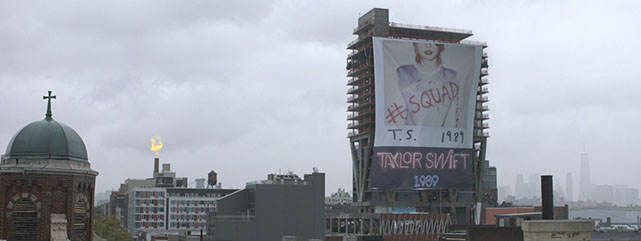 #SQUAD
T.S. 1989
TAYLOR SWIFT
1989